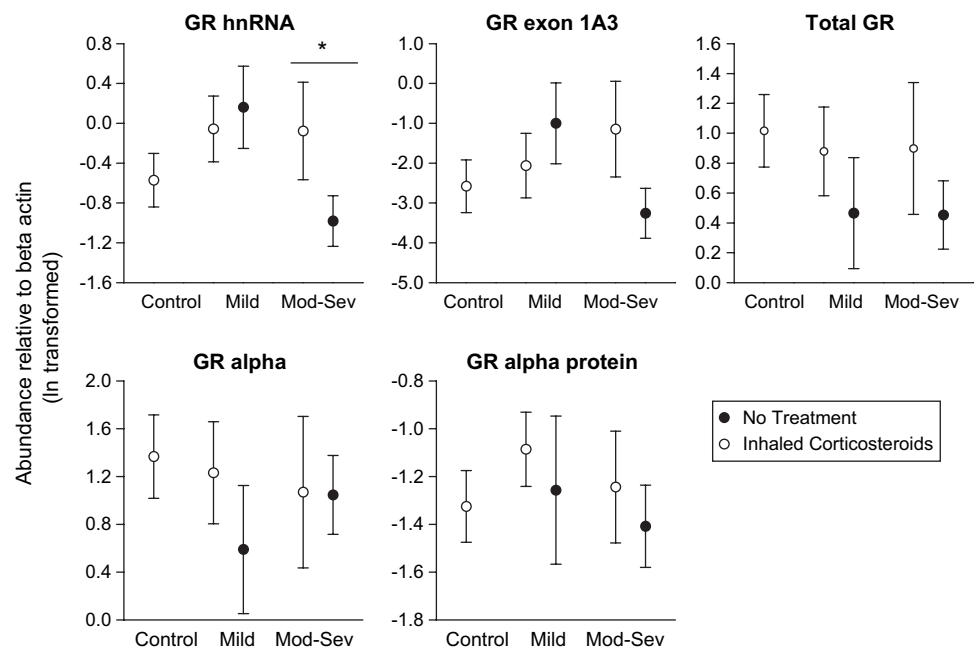 GR hnRNA
GR exon 1A3
Total GR
0.8
0.4
0.0
-0.4
-0.8
-1.2
-1.6
*
Control Mild Mod-Sev
1.0
0.0
-1.0
-2.0
-3.0
-4.0
-5.0
Control Mild Mod-Sev
1.6
1.4
1.2
1.0
0.8
0.6
0.4
0.2
0.0
Control Mild Mod-Sev
Abundance relative to beta actin
(ln transformed)
GR alpha
GR alpha protein
2.0
1.6
1.2
0.8
0.4
0.0
Control Mild Mod-Sev
-0.8
-1.0
-1.2
-1.4
-1.6
-1.8
Control Mild Mod-Sev
No Treatment
Inhaled Corticosteroids